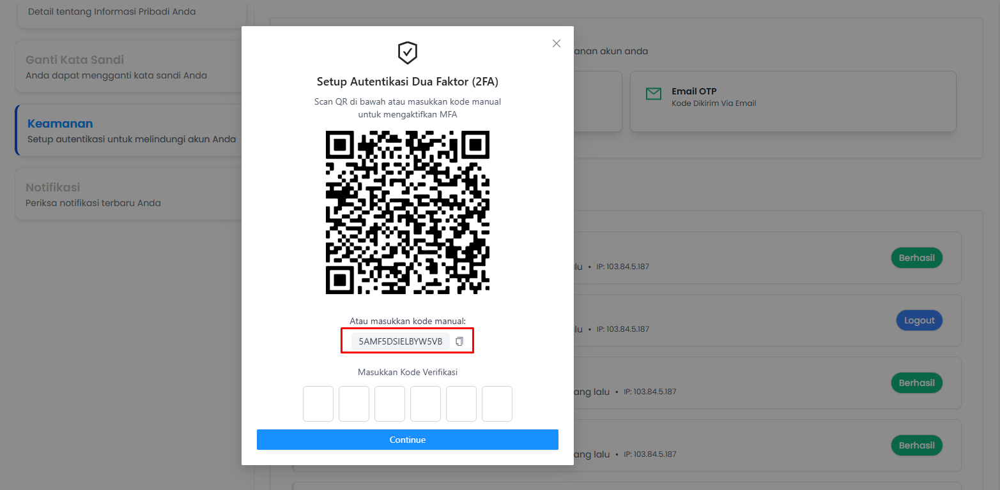 Detail tentang Informasi Pribadi Anda
Ganti Kata Sandi
Anda dapat mengganti kata sandi Anda
Keamanan
Setup autentikasi untuk melindungi akun Anda
Notifikasi
Periksa notifikasi terbaru Anda
Setup Autentikasi Dua Faktor (2FA)
Scan QR di bawah atau masukkan kode manual
untuk mengaktifkan MFA
Atau masukkan kode manual:
5AMF5DSIELBYW5VB
Masukkan Kode Verifikasi
Continue
anan akun anda
Email OTP
Kode Dikirim Via Email
lu • IP: 103.84.5.187
Berhasil
lu • IP: 103.84.5.187
Logout
ang lalu • IP: 103.84.5.187
Berhasil
ang lalu • IP: 103.84.5.187
Berhasil